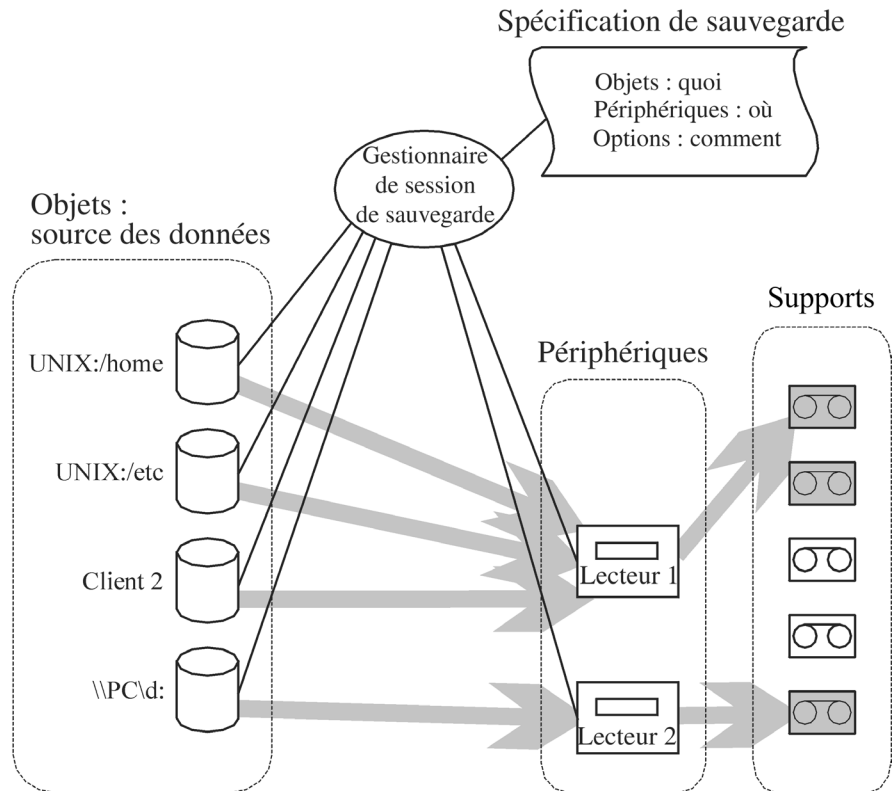 Spécification de sauvegarde
Objets : quoi
Périphériques : où
Options : comment
Gestionnaire
de session
de sauvegarde
Objets :
source des données
Supports
Périphériques
UNIX:/home
UNIX:/etc
Client 2
\\PC\d:
Lecteur 1
Lecteur 2